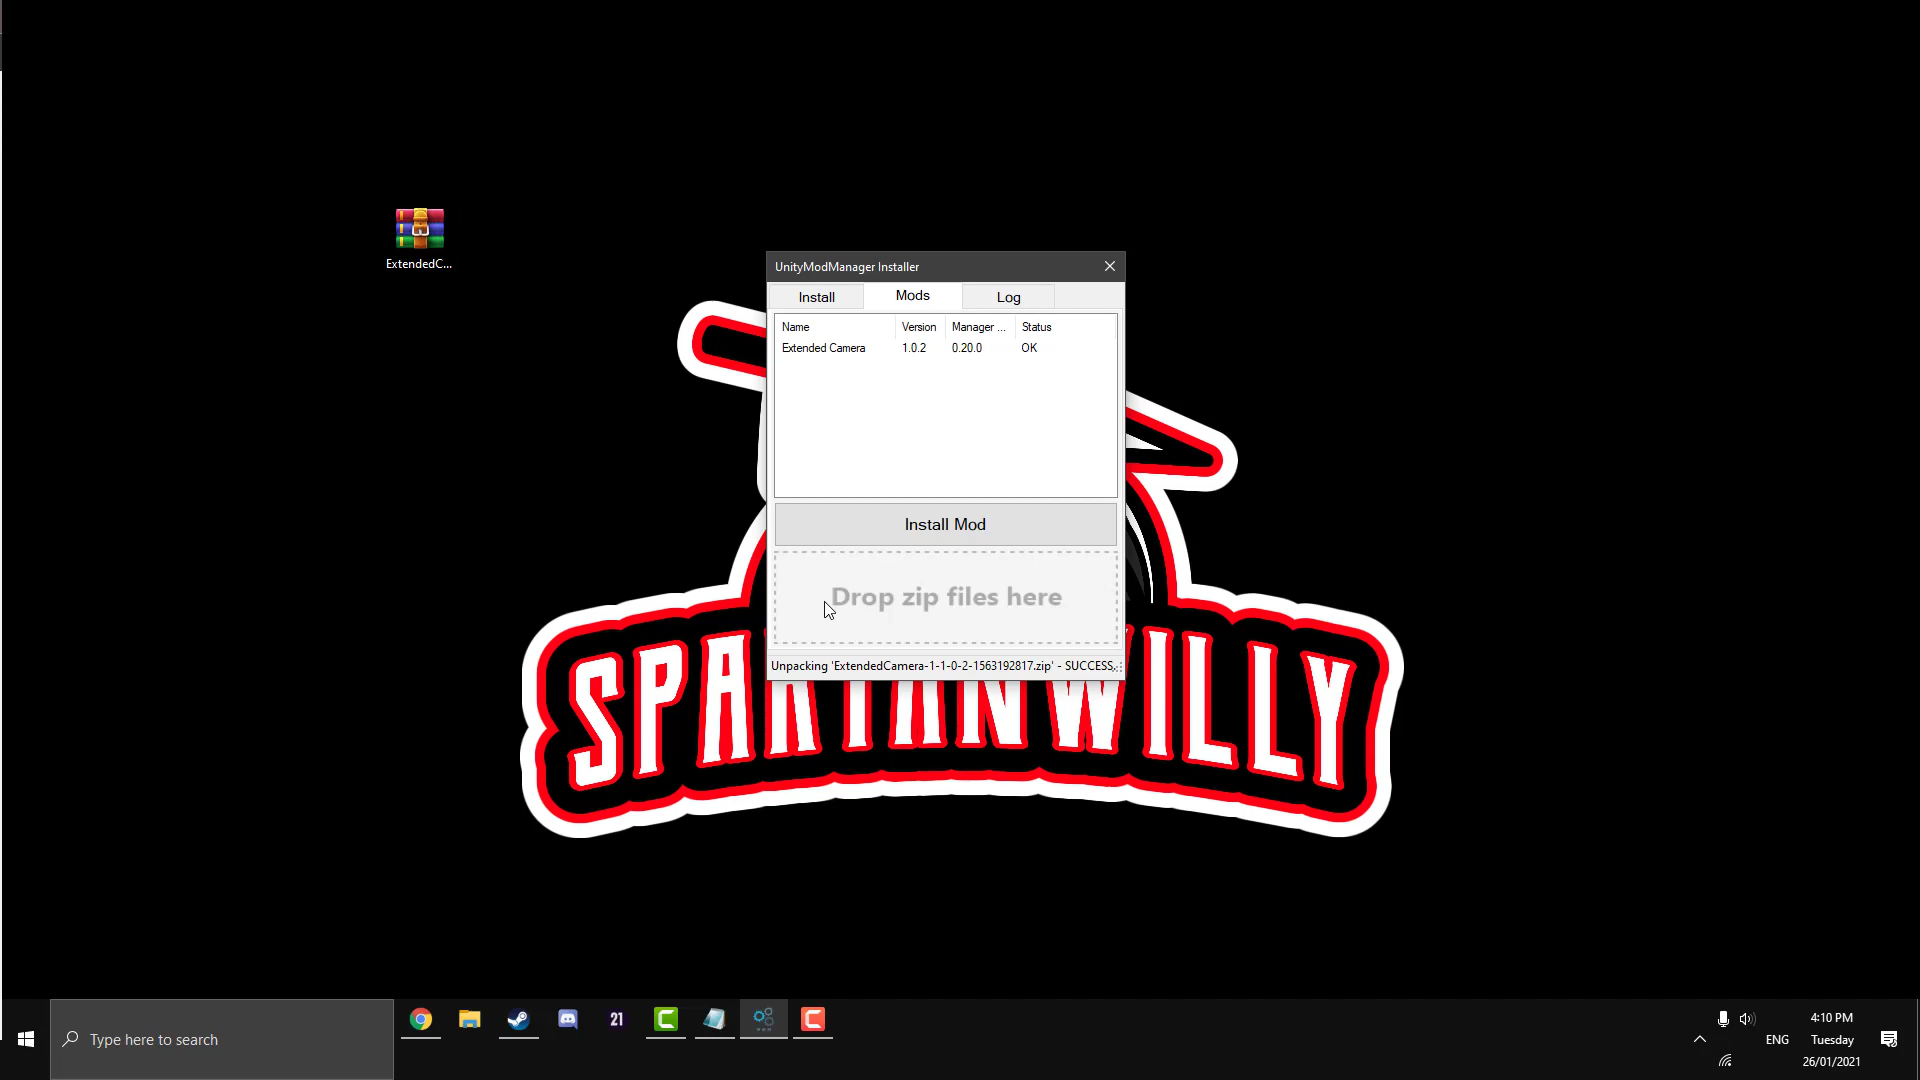 ExtendedC...
UnityModManager Installer
Install Mods Log
Name Version Manager ... Status
Extended Camera 1.0.2 0.20.0 OK
Install Mod
Drop zip files here
Unpacking 'ExtendedCamera-1-1-0-2-1563192817.zip' - SUCCESS.
SPARTANWILLY
21
Type here to search
4:10 PM
ENG Tuesday
26/01/2021